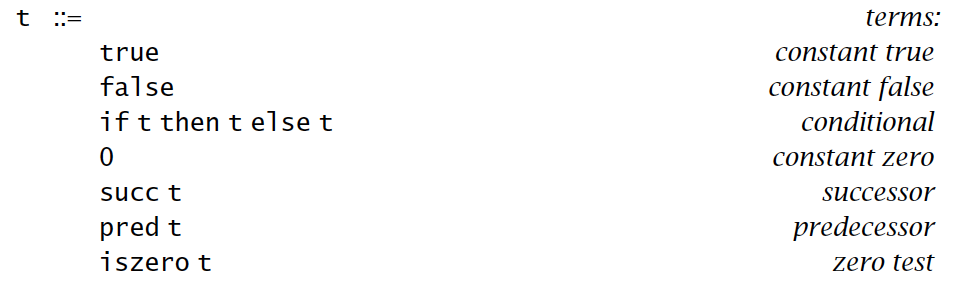 t ::= terms:
true constant true
false constant false
if t then t else t conditional
0 constant zero
succ t successor
pred t predecessor
iszero t zero test